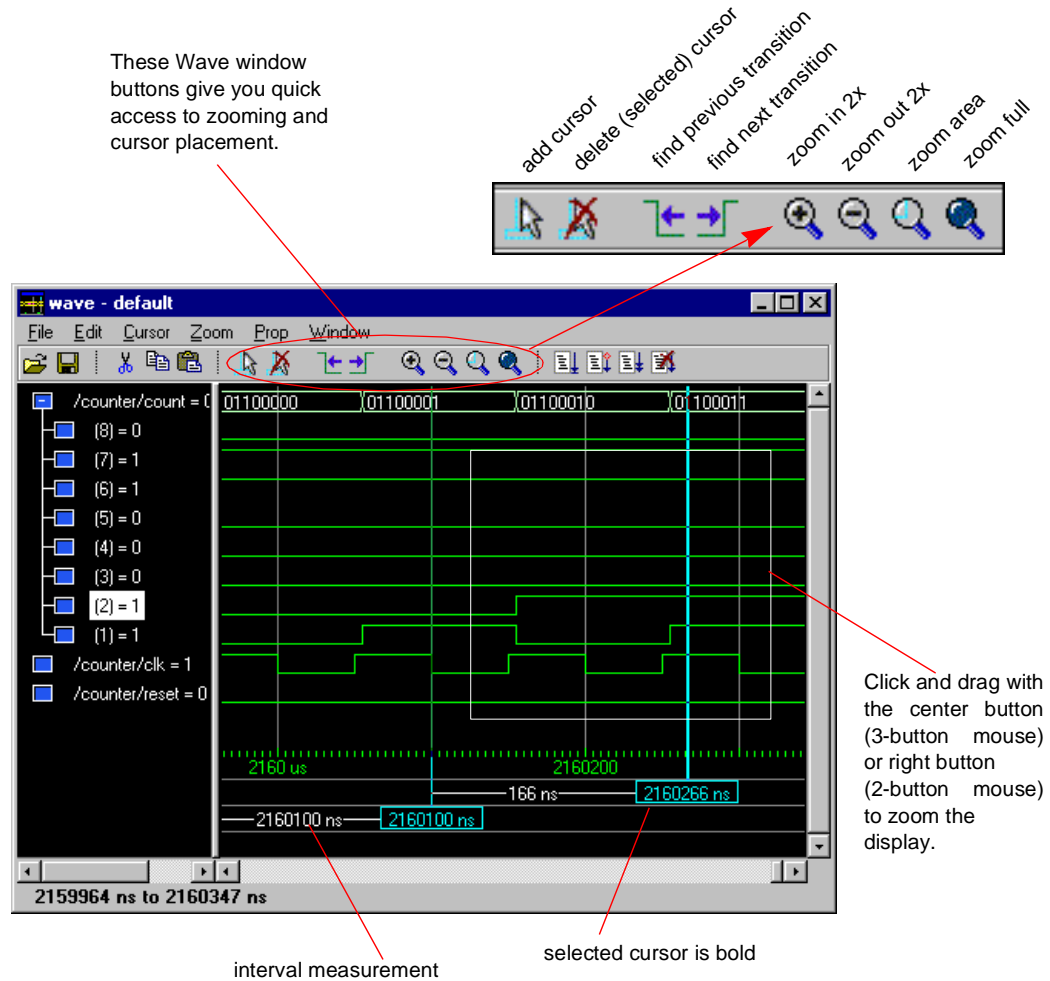 These Wave window
buttons give you quick
access to zooming and
cursor placement.
add cursor
delete (selected) cursor
find previous transition
find next transition
zoom in 2x
zoom out 2x
zoom area
zoom full
wave - default
File Edit Cursor Zoom Prop Window
/counter/count = 0
01100000 01100001 01100010 01100011
(8) = 0
(7) = 1
(6) = 1
(5) = 0
(4) = 0
(3) = 0
(2) = 1
(1) = 1
/counter/clk = 1
/counter/reset = 0
2160 us 2160200
166 ns 2160266 ns
2160100 ns 2160100 ns
2159964 ns to 2160347 ns
Click and drag with
the center button
(3-button mouse)
or right button
(2-button mouse)
to zoom the
display.
interval measurement
selected cursor is bold